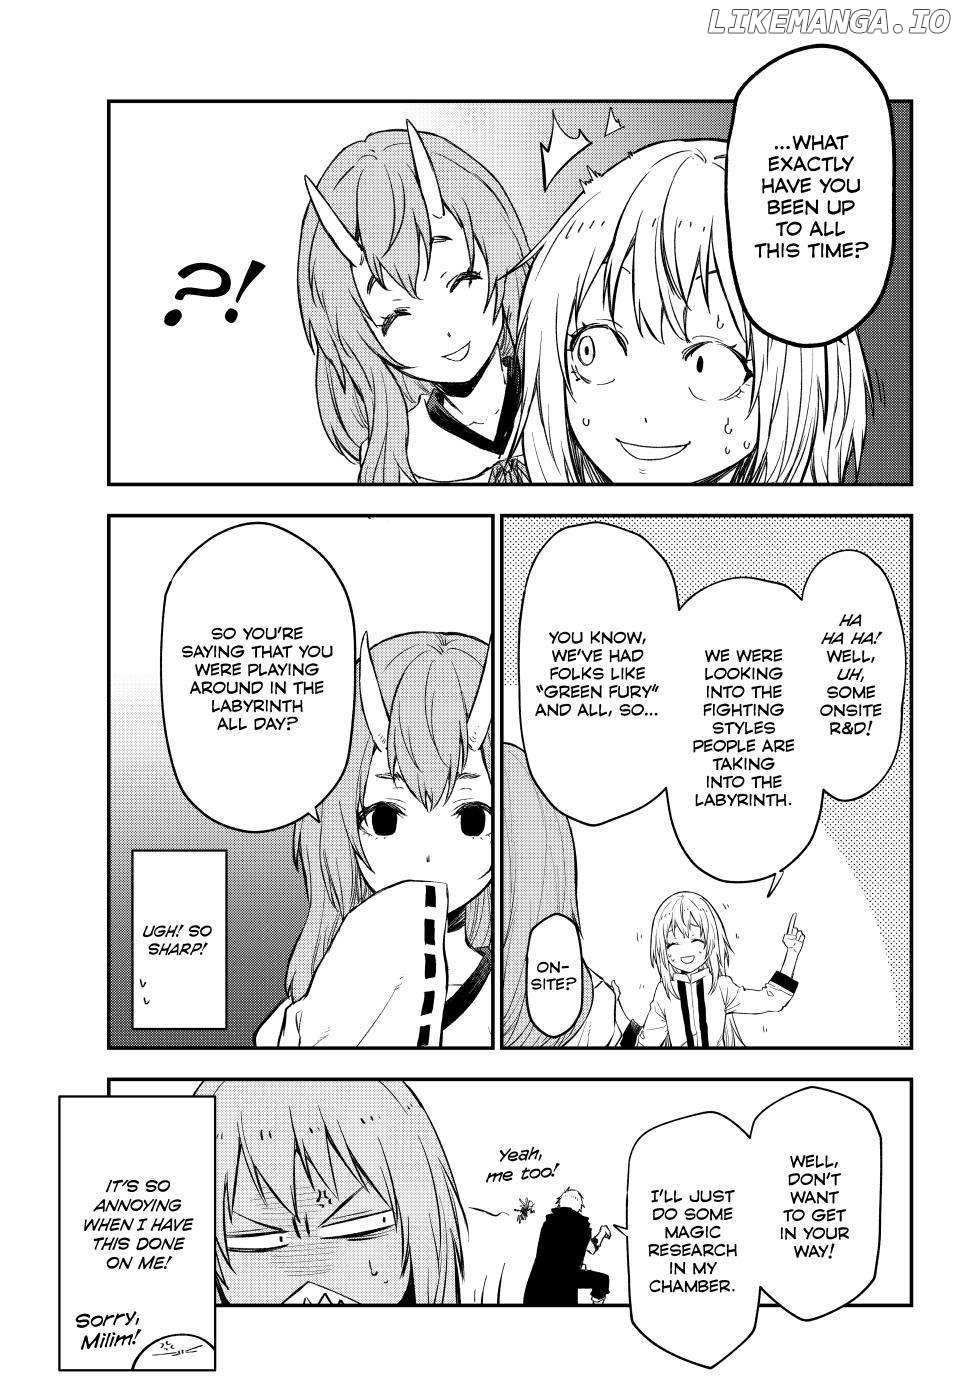 LIKEMANGA.IO
...WHAT
EXACTLY
HAVE YOU
BEEN UP
TO ALL
THIS TIME?
?!
HA
HA HA!
WELL,
UH,
SOME
ONSITE
R&D!
WE WERE
LOOKING
INTO THE
FIGHTING
STYLES
PEOPLE ARE
TAKING
INTO THE
LABYRINTH.
YOU KNOW,
WE'VE HAD
FOLKS LIKE
"GREEN FURY"
AND ALL, SO...
ON-
SITE?
SO YOU'RE
SAYING THAT YOU
WERE PLAYING
AROUND IN THE
LABYRINTH
ALL DAY?
UGH! SO
SHARP!
WELL,
DON'T
WANT
TO GET
IN YOUR
WAY!
I'LL JUST
DO SOME
MAGIC
RESEARCH
IN MY
CHAMBER.
Yeah,
me too!
IT'S SO
ANNOYING
WHEN I HAVE
THIS DONE
ON ME!
Sorry,
Milim!